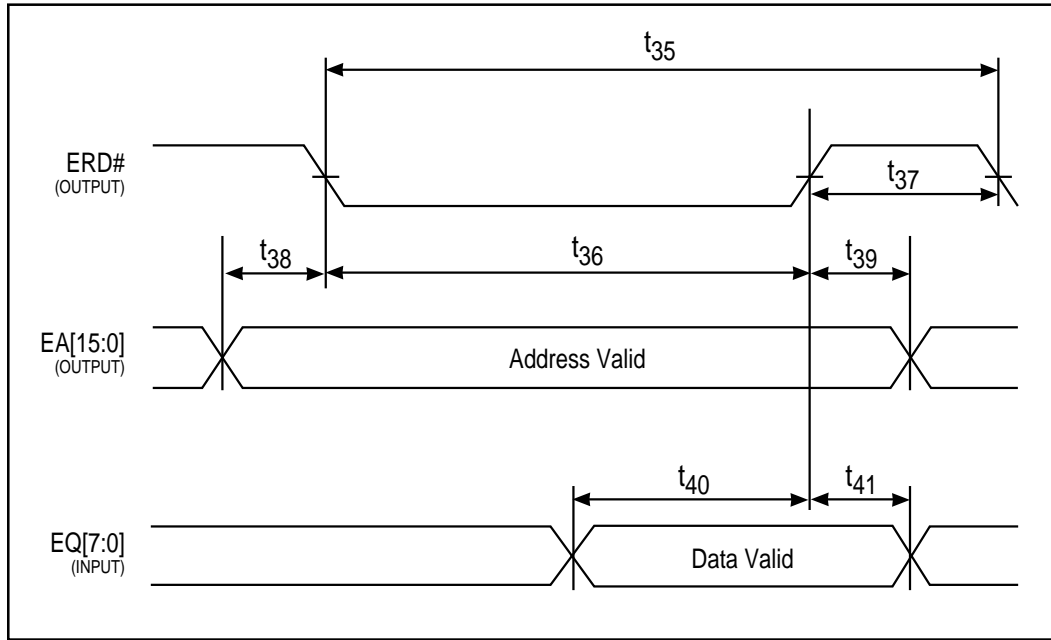 t35
ERD#
(OUTPUT)
t37
t38
t36
t39
EA[15:0]
(OUTPUT)
Address Valid
t40
t41
EQ[7:0]
(INPUT)
Data Valid